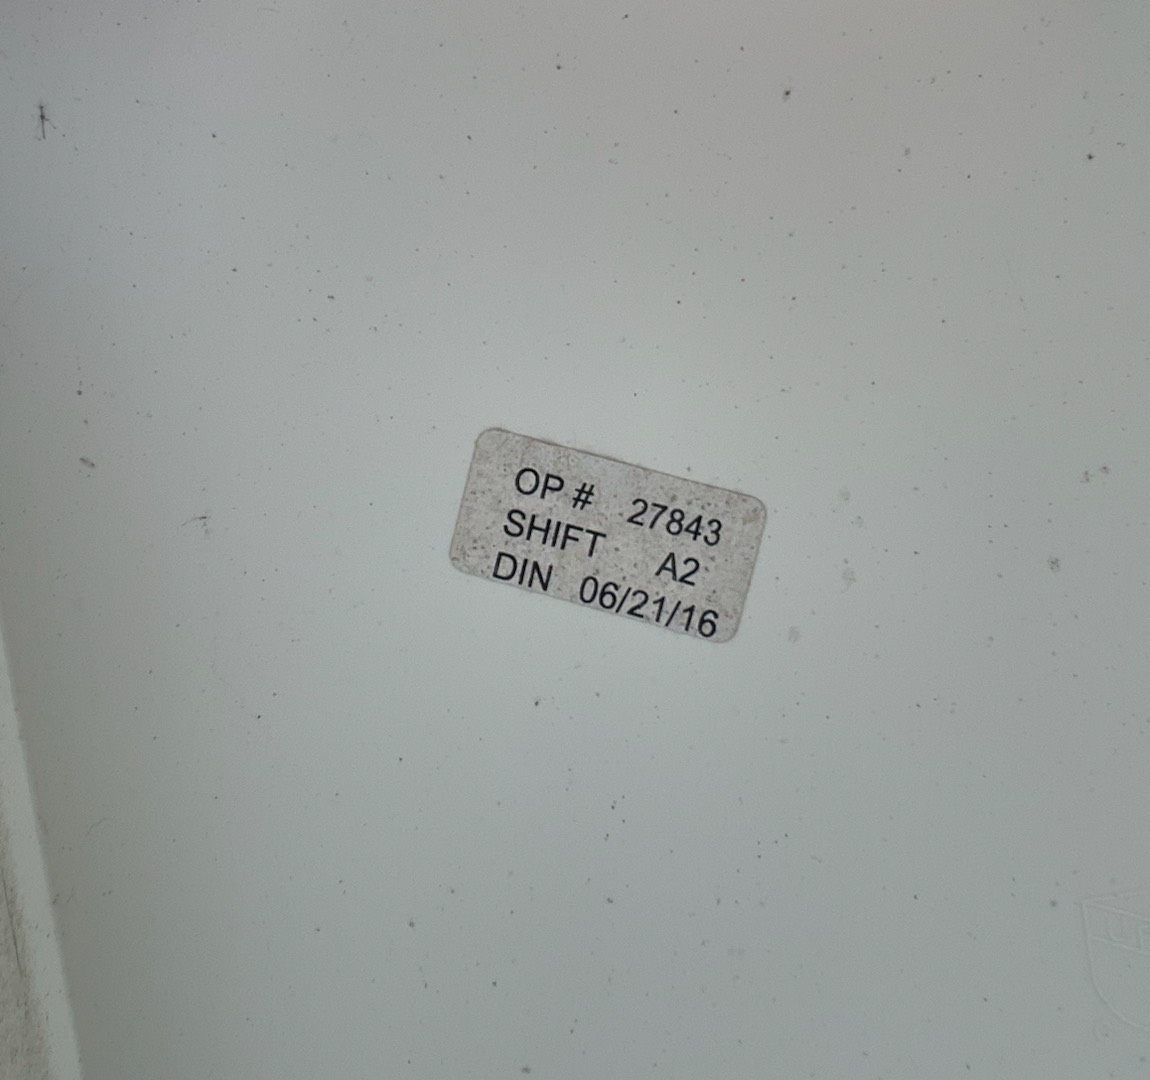 OP # 27843
SHIFT A2
DIN 06/21/16